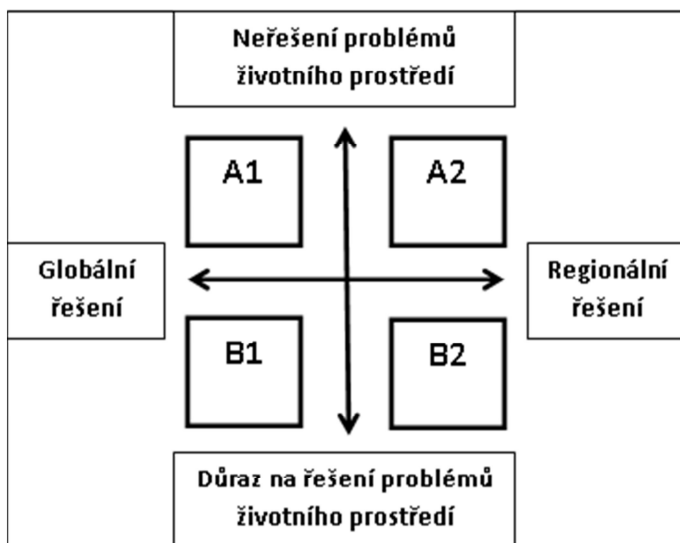 Neřešení problémů
životního prostředí
A1
A2
Globální
řešení
Regionální
řešení
B1
B2
Důraz na řešení problémů
životního prostředí